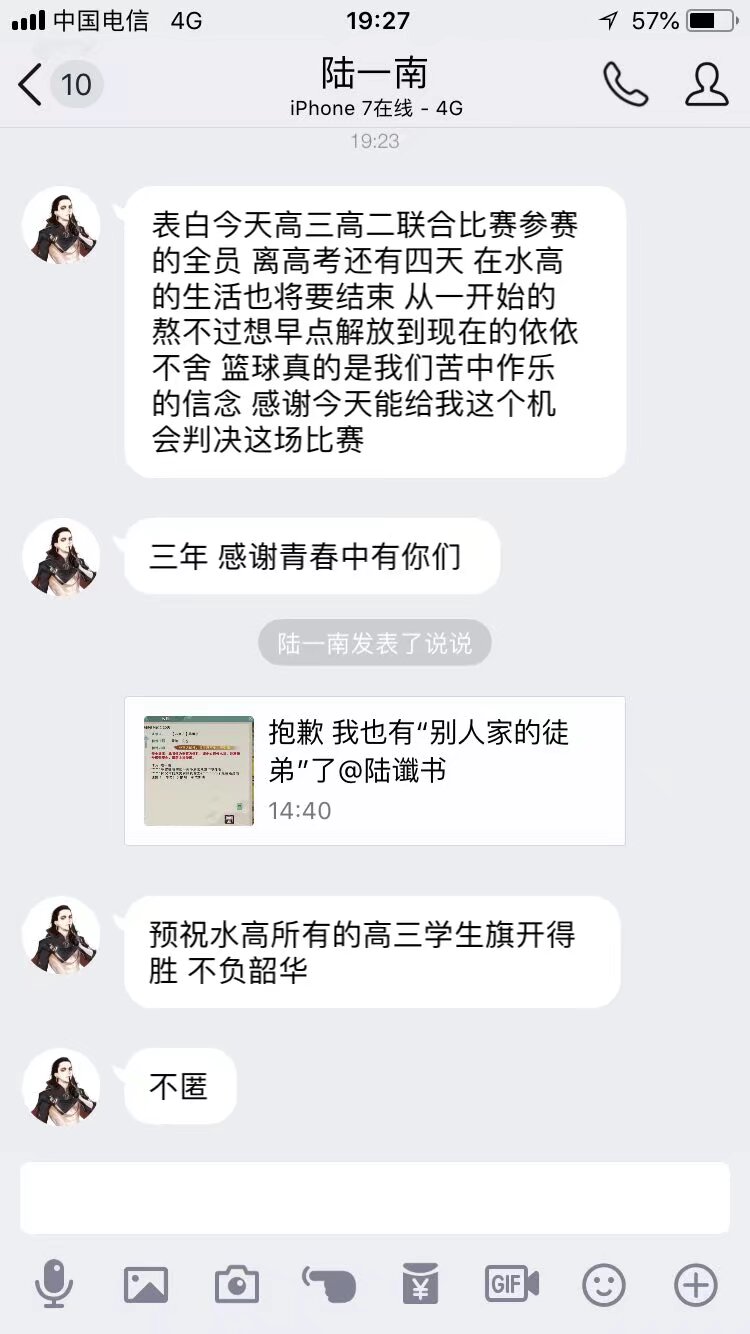 中国电信 4G 19:27 57%
10 陆一南
iPhone 7在线 - 4G
19:23
表白今天高三高二联合比赛参赛
的全员 离高考还有四天 在水高
的生活也将要结束 从一开始的
熬不过想早点解放到现在的依依
不舍 篮球真的是我们苦中作乐
的信念 感谢今天能给我这个机
会判决这场比赛
三年 感谢青春中有你们
陆一南发表了说说
抱歉 我也有“别人家的徒
弟”了@陆谶书
14:40
预祝水高所有的高三学生旗开得
胜 不负韶华
不匿
¥ GIF